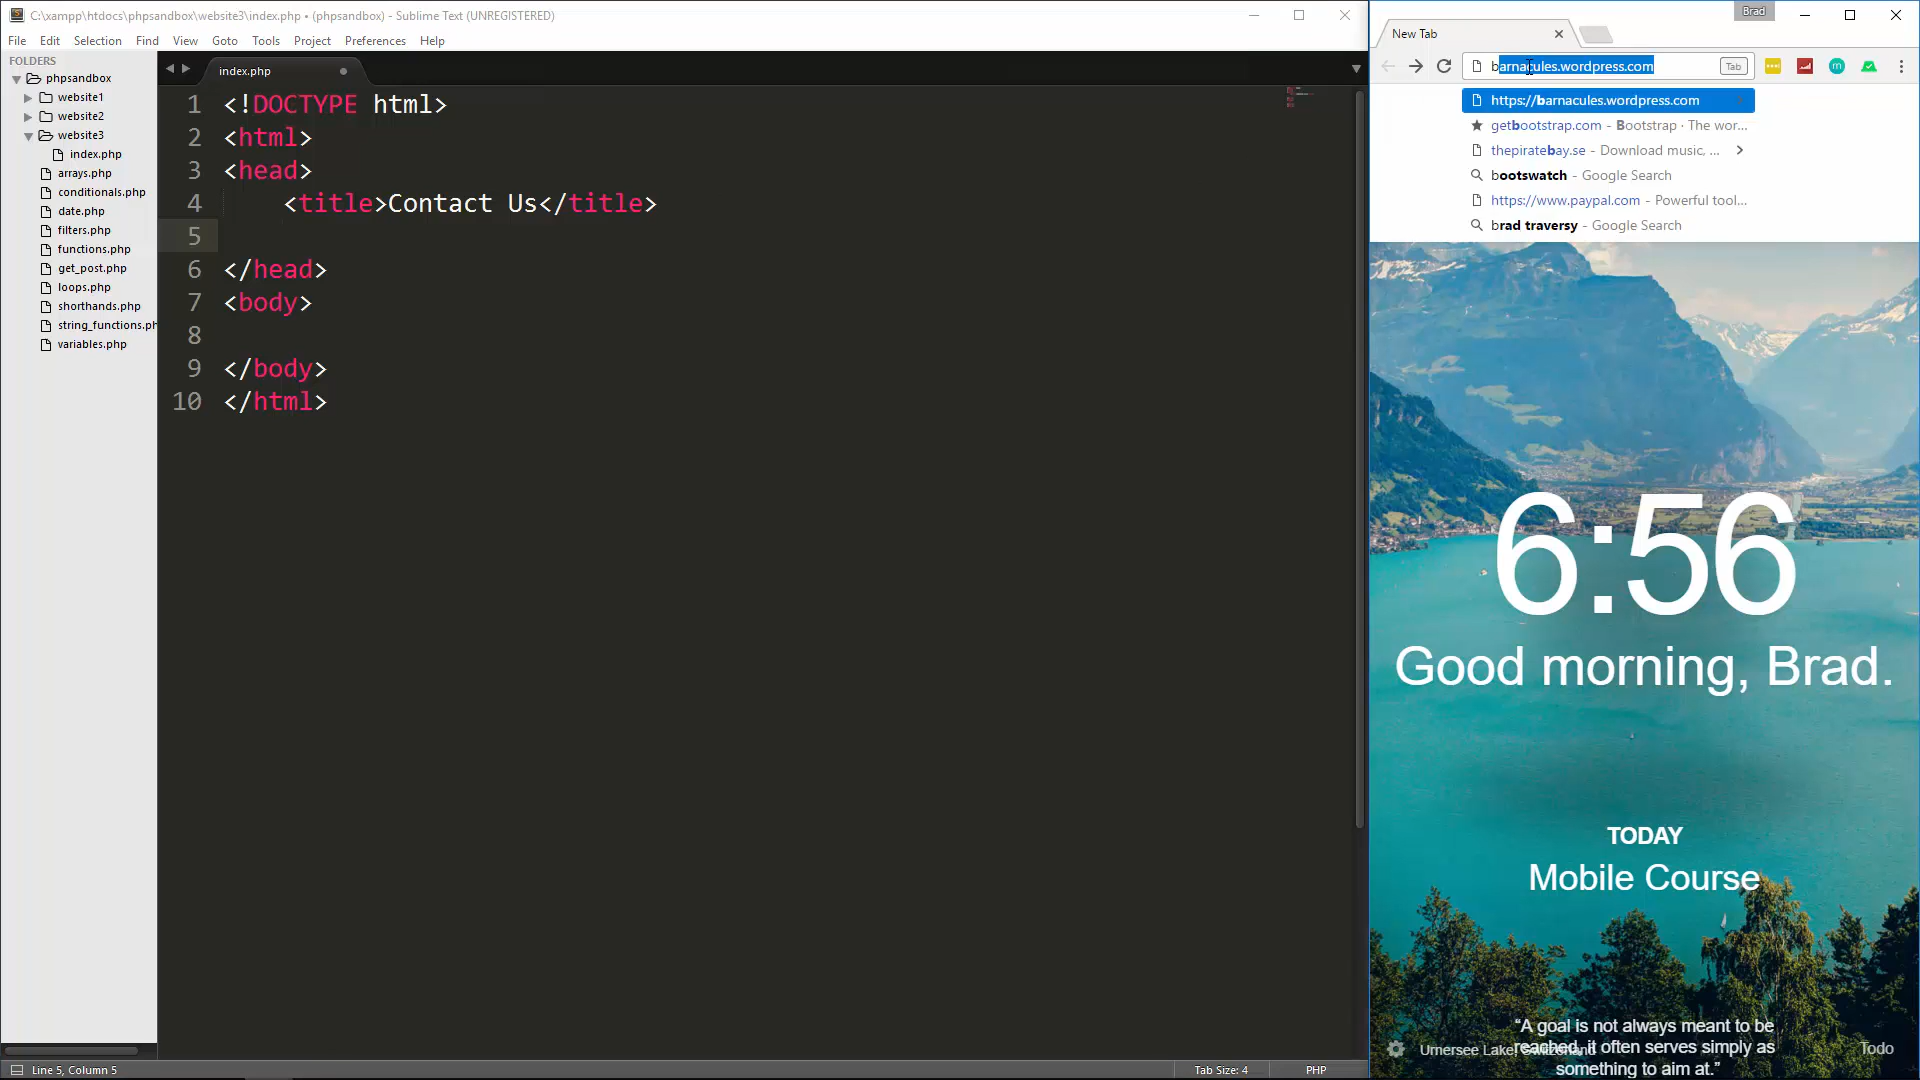 C:\xampp\htdocs\phpsandbox\website3\index.php • (phpsandbox) - Sublime Text (UNREGISTERED)
File Edit Selection Find View Goto Tools Project Preferences Help
FOLDERS
phpsandbox
website1
website2
website3
index.php
arrays.php
conditionals.php
date.php
filters.php
functions.php
get_post.php
loops.php
shorthands.php
string_functions.ph
variables.php
index.php
1 <!DOCTYPE html>
2 <html>
3 <head>
4 <title>Contact Us</title>
5
6 </head>
7 <body>
8
9 </body>
10 </html>
Line 5, Column 5
Tab Size: 4
PHP
Brad
New Tab
barnacules.wordpress.com
Tab
https://barnacules.wordpress.com
getbootstrap.com - Bootstrap · The wor...
thepiratebay.se - Download music, ...
bootswatch - Google Search
https://www.paypal.com - Powerful tool...
brad traversy - Google Search
6:56
Good morning, Brad.
TODAY
Mobile Course
“A goal is not always meant to be
reached, it often serves simply as
something to aim at.”
Urnersee Lake, Switzerland
Todo